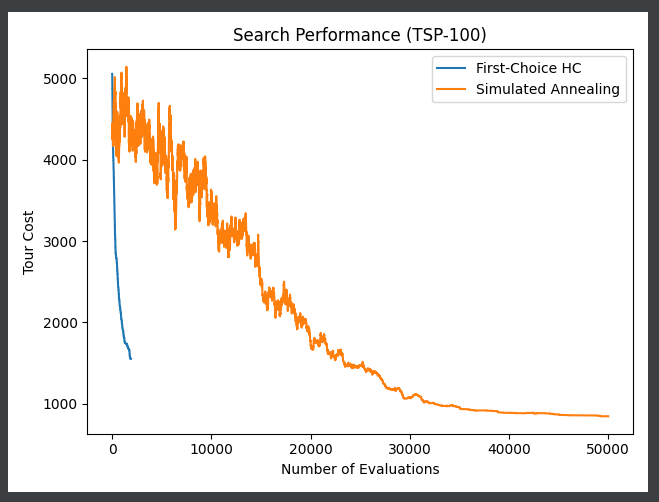 Search Performance (TSP-100)
First-Choice HC
Simulated Annealing
5000
4000
3000
2000
1000
Tour Cost
0 10000 20000 30000 40000 50000
Number of Evaluations